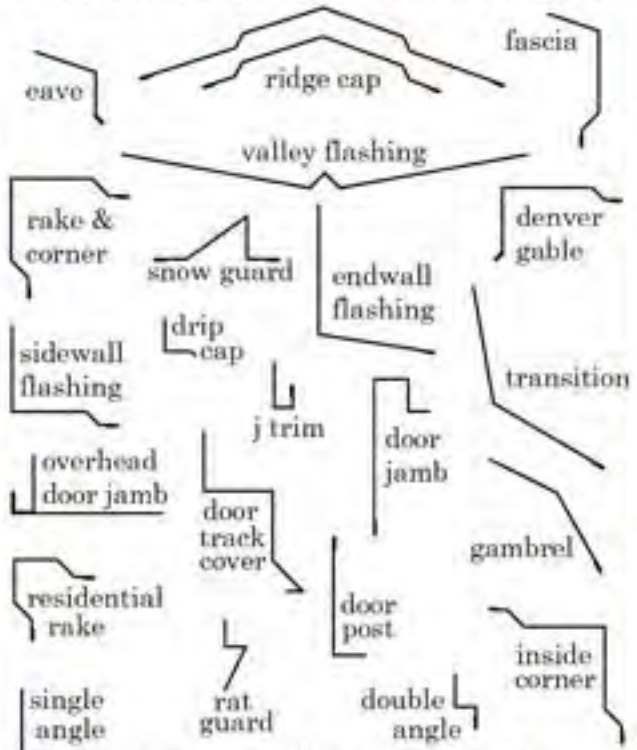 fascia
eave
ridge cap
valley flashing
rake &
corner
denver
gable
snow guard
endwall
flashing
drip
cap
sidewall
flashing
transition
j trim
door
jamb
overhead
door jamb
door
track
cover
gambrel
residential
rake
door
post
inside
corner
single
angle
rat
guard
double
angle